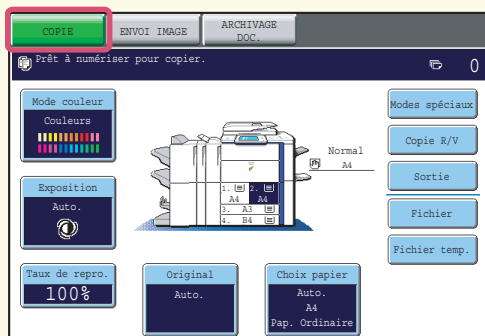 COPIE
ENVOI IMAGE
ARCHIVAGE
DOC.
Prêt à numériser pour copier.
0
Mode couleur
Couleurs
Exposition
Auto.
Taux de repro.
100%
Original
Auto.
Choix papier
Auto.
A4
Pap. Ordinaire
Normal
A4
1. 2.
A4 A4
3. A3
4. B4
Modes spéciaux
Copie R/V
Sortie
Fichier
Fichier temp.